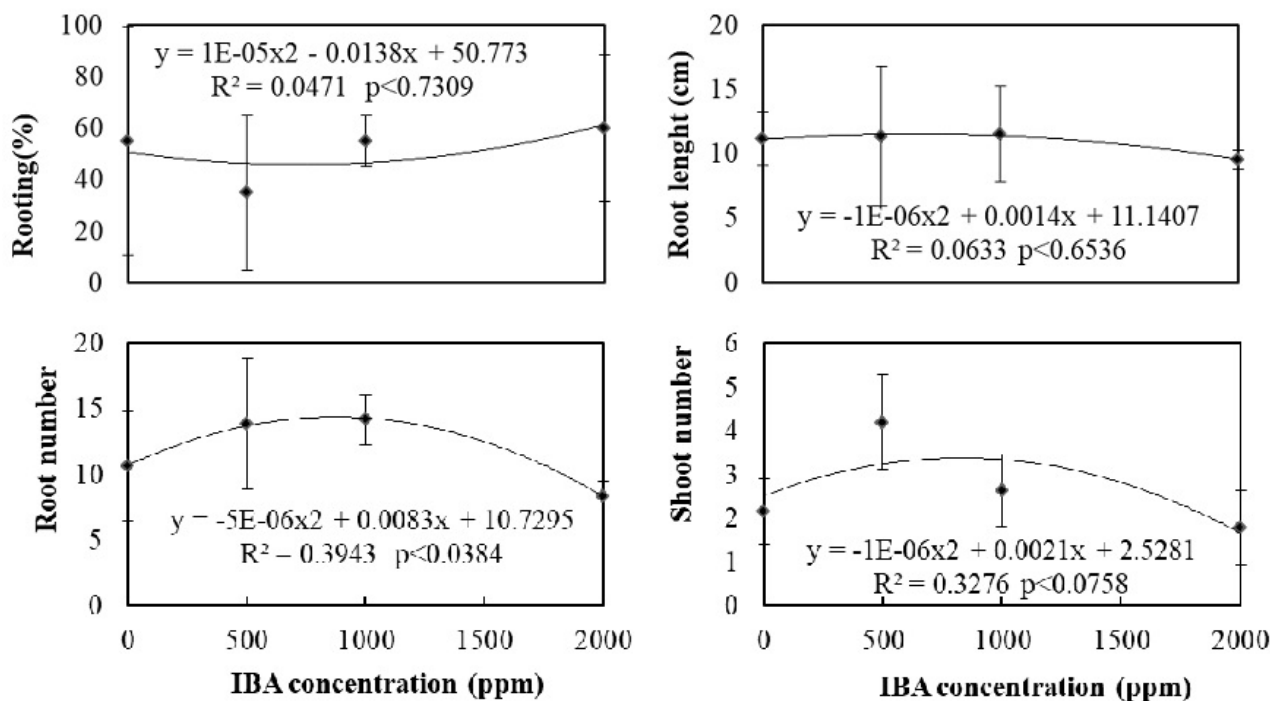 Rooting(%)
100
80
60
40
20
0
y = 1E-05x2 - 0.0138x + 50.773
R² = 0.0471 p<0.7309
Root lenght (cm)
20
15
10
5
0
y = -1E-06x2 + 0.0014x + 11.1407
R² = 0.0633 p<0.6536
Root number
20
15
10
5
0
y = -5E-06x2 + 0.0083x + 10.7295
R² – 0.3943 p<0.0384
0 500 1000 1500 2000
IBA concentration (ppm)
Shoot number
6
5
4
3
2
1
0
y = -1E-06x2 + 0.0021x + 2.5281
R² = 0.3276 p<0.0758
0 500 1000 1500 2000
IBA concentration (ppm)